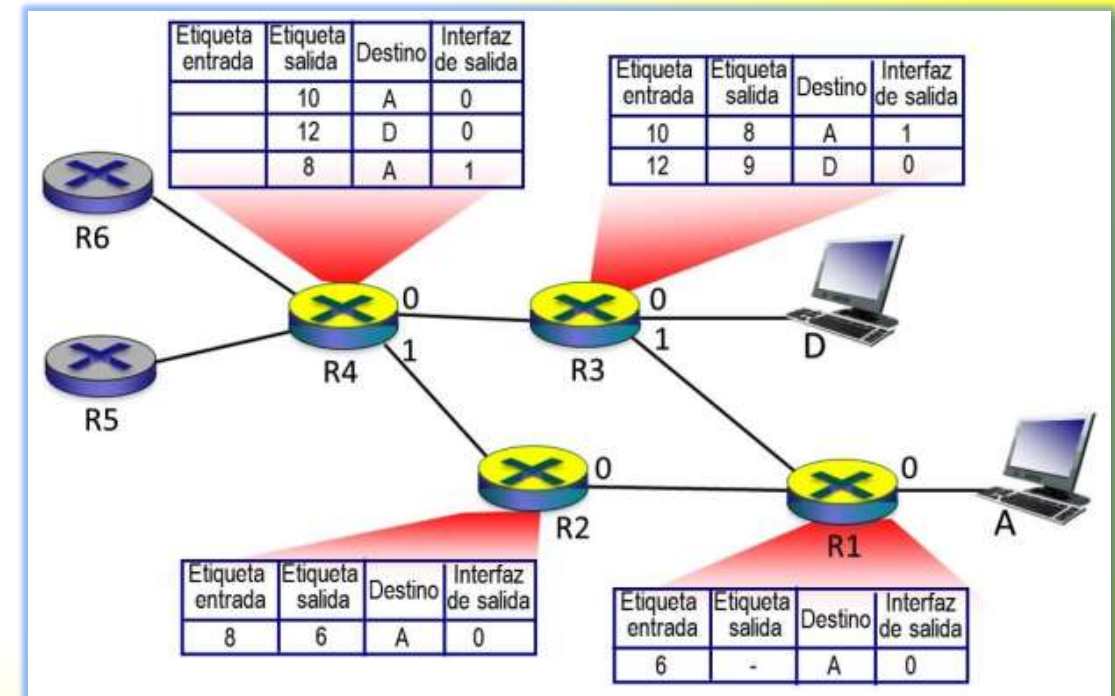 Etiqueta entrada Etiqueta salida Destino Interfaz de salida
10 A 0
12 D 0
8 A 1
Etiqueta entrada Etiqueta salida Destino Interfaz de salida
10 8 A 1
12 9 D 0
R6
R5
R4
0
1
R3
0
1
D
R2
0
R1
0
A
Etiqueta entrada Etiqueta salida Destino Interfaz de salida
8 6 A 0
Etiqueta entrada Etiqueta salida Destino Interfaz de salida
6 - A 0